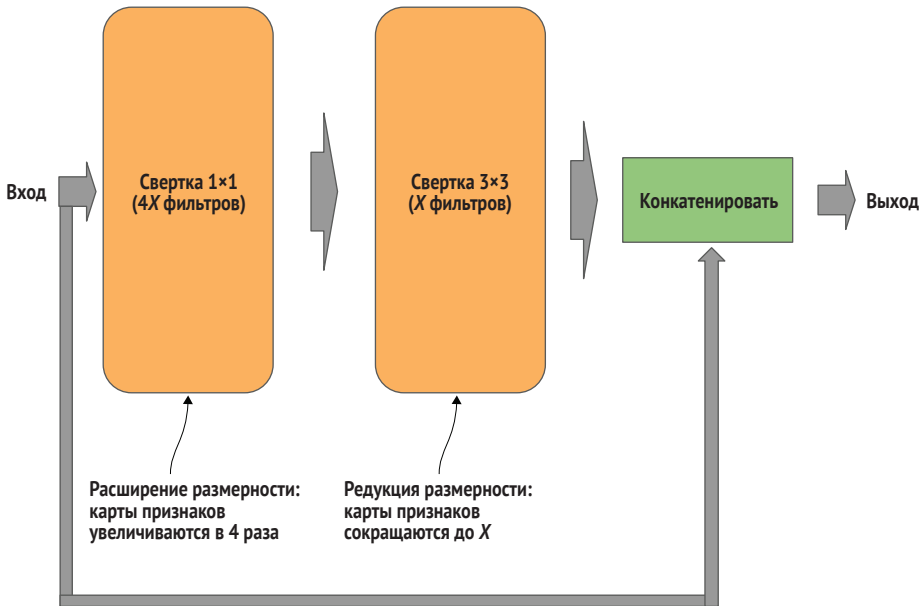 Вход
Свертка 1×1
(4X фильтров)
Свертка 3×3
(X фильтров)
Конкатенировать
Выход
Расширение размерности:
карты признаков
увеличиваются в 4 раза
Редукция размерности:
карты признаков
сокращаются до X